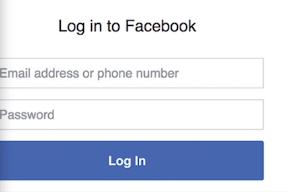 Log in to Facebook
Email address or phone number
Password
Log In